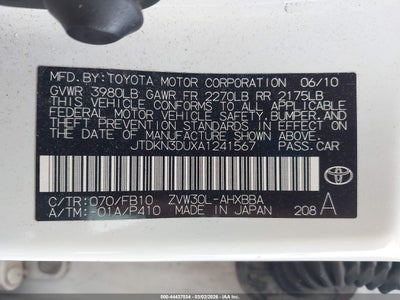 MFD. BY: TOYOTA MOTOR CORPORATION 06/10
GVWR 3980LB GAWR FR 2270LB RR 2175LB
THIS VEHICLE CONFORMS TO ALL APPLICABLE
FEDERAL MOTOR VEHICLE SAFETY, BUMPER, AND
THEFT PREVENTION STANDARDS IN EFFECT ON
THE DATE OF MANUFACTURE SHOWN ABOVE.
JTDKN3DUXA1241567 PASS.CAR
C/TR: 070/FB10 ZVW30L-AHXBBA
A/TM: -01A/P410 MADE IN JAPAN 208 A
TOYOTA
IAA 000-44437534 - 03/02/2026 -